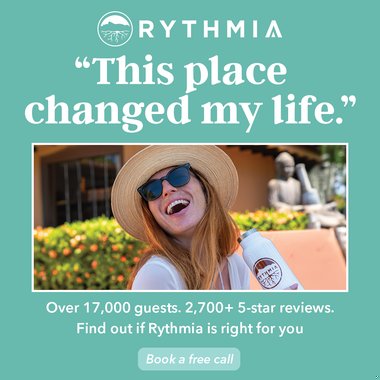 RYTHMIA
“This place
changed my life.”
RYTHMIA
Over 17,000 guests. 2,700+ 5-star reviews.
Find out if Rythmia is right for you
Book a free call